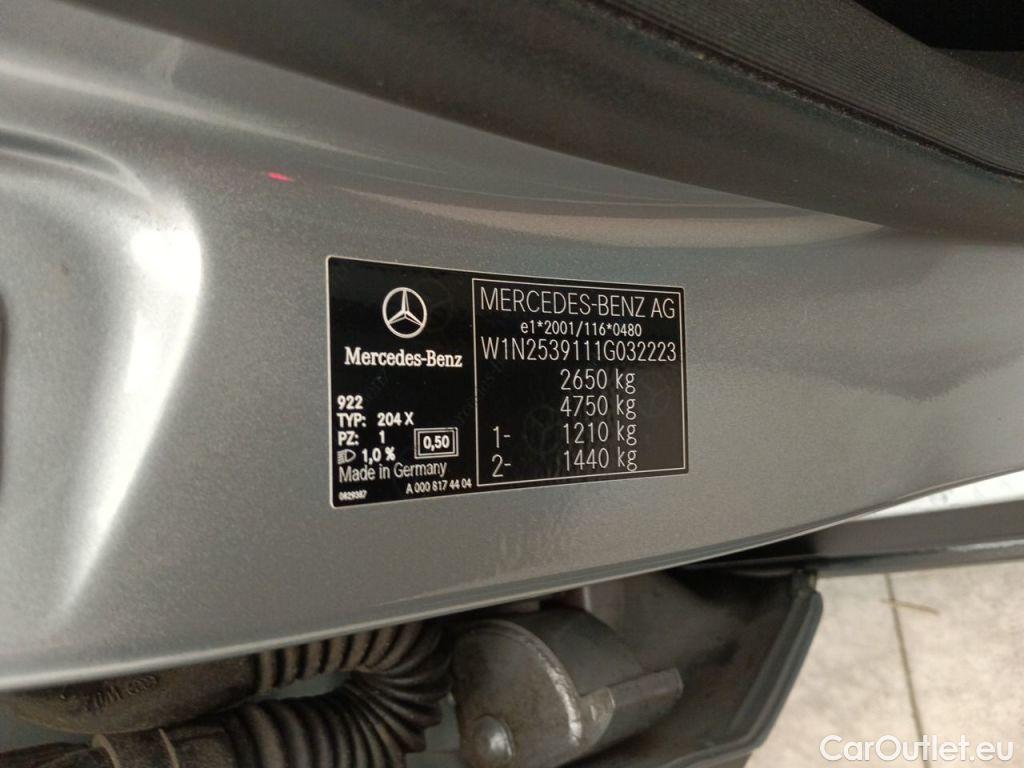 Mercedes-Benz
922
TYP: 204 X
PZ: 1
1,0 %
0,50
Made in Germany
0829387
A 000 817 44 04
MERCEDES-BENZ AG
e1*2001/116*0480
W1N2539111G032223
2650 kg
4750 kg
1- 1210 kg
2- 1440 kg
CarOutlet.eu